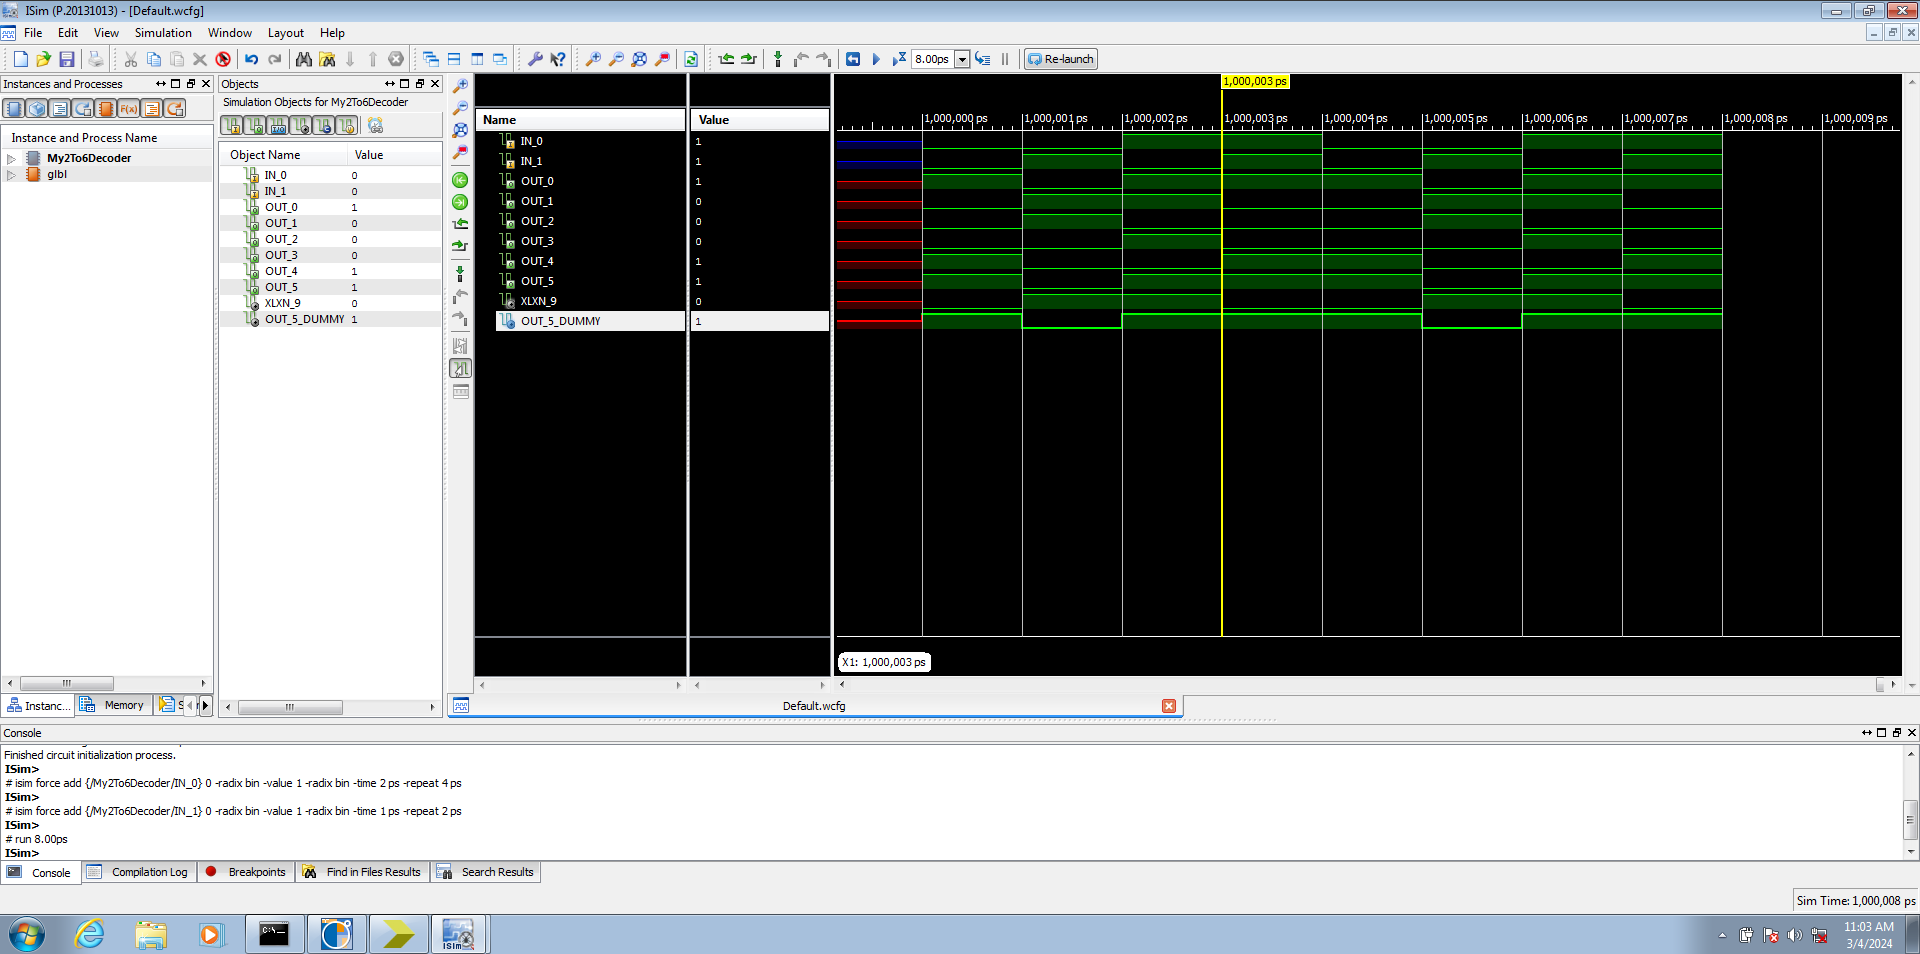 ISim (P.20131013) - [Default.wcfg]
File Edit View Simulation Window Layout Help
8.00ps Re-launch
Instances and Processes
Instance and Process Name
My2To6Decoder
glbl
Instanc...
Memory
Objects
Simulation Objects for My2To6Decoder
Object Name Value
IN_0 0
IN_1 0
OUT_0 1
OUT_1 0
OUT_2 0
OUT_3 0
OUT_4 1
OUT_5 1
XLXN_9 0
OUT_5_DUMMY 1
Name Value
IN_0 1
IN_1 1
OUT_0 1
OUT_1 0
OUT_2 0
OUT_3 0
OUT_4 1
OUT_5 1
XLXN_9 0
OUT_5_DUMMY 1
1,000,003 ps
1,000,000 ps 1,000,001 ps 1,000,002 ps 1,000,003 ps 1,000,004 ps 1,000,005 ps 1,000,006 ps 1,000,007 ps 1,000,008 ps 1,000,009 ps
X1: 1,000,003 ps
Default.wcfg
Console
Finished circuit initialization process.
ISim>
# isim force add {/My2To6Decoder/IN_0} 0 -radix bin -value 1 -radix bin -time 2 ps -repeat 4 ps
ISim>
# isim force add {/My2To6Decoder/IN_1} 0 -radix bin -value 1 -radix bin -time 1 ps -repeat 2 ps
ISim>
# run 8.00ps
ISim>
Console Compilation Log Breakpoints Find in Files Results Search Results
Sim Time: 1,000,008 ps
ISim
11:03 AM
3/4/2024